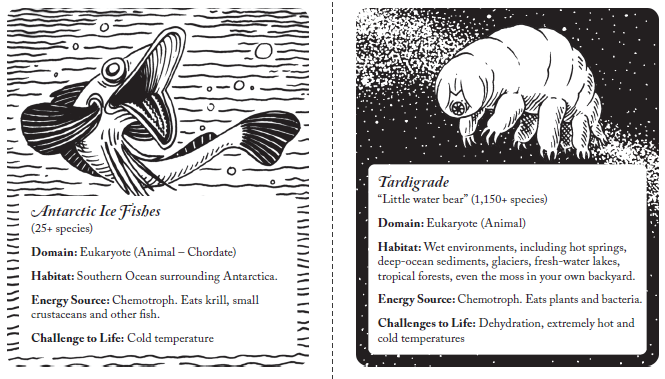 Antarctic Ice Fishes
(25+ species)
Domain: Eukaryote (Animal – Chordate)
Habitat: Southern Ocean surrounding Antarctica.
Energy Source: Chemotroph. Eats krill, small
crustaceans and other fish.
Challenge to Life: Cold temperature
Tardigrade
“Little water bear” (1,150+ species)
Domain: Eukaryote (Animal)
Habitat: Wet environments, including hot springs,
deep-ocean sediments, glaciers, fresh-water lakes,
tropical forests, even the moss in your own backyard.
Energy Source: Chemotroph. Eats plants and bacteria.
Challenges to Life: Dehydration, extremely hot and
cold temperatures